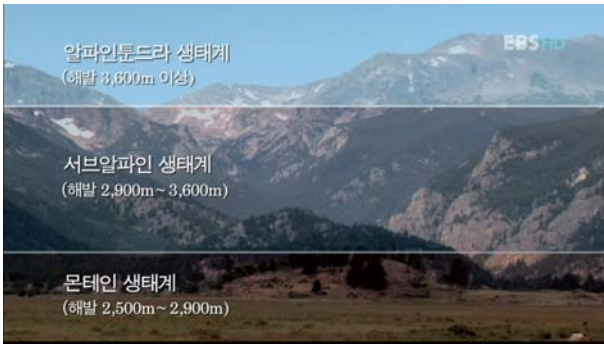 알파인툰드라 생태계
EBS HD
(해발 3,600m 이상)
서브알파인 생태계
(해발 2,900m~3,600m)
몬테인 생태계
(해발 2,500m~2,900m)